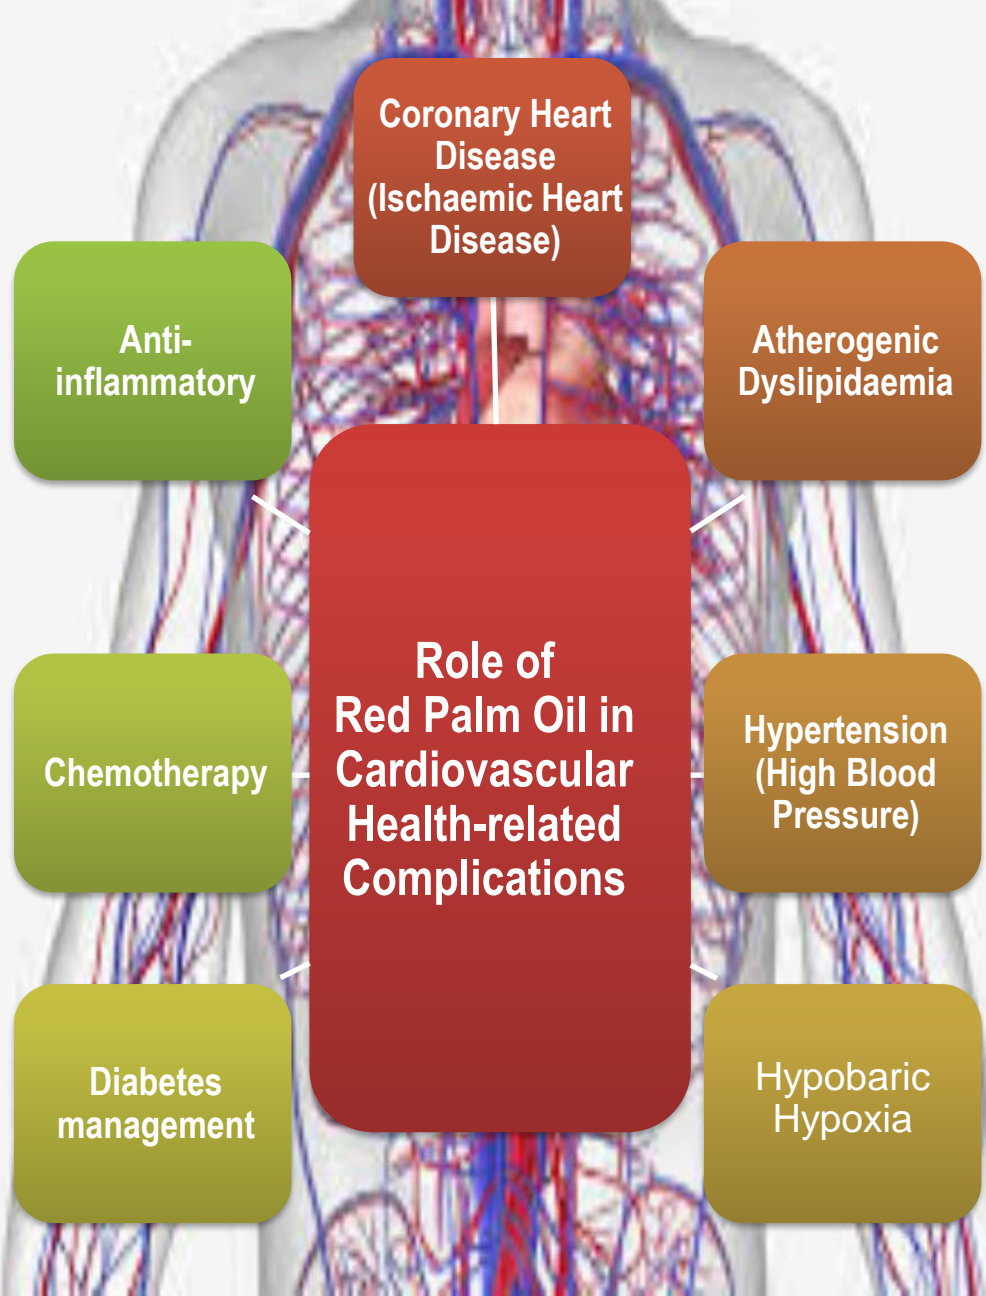 Coronary Heart
Disease
(Ischaemic Heart
Disease)
Anti-
inflammatory
Atherogenic
Dyslipidaemia
Role of
Red Palm Oil in
Cardiovascular
Health-related
Complications
Chemotherapy
Hypertension
(High Blood
Pressure)
Diabetes
management
Hypobaric
Hypoxia